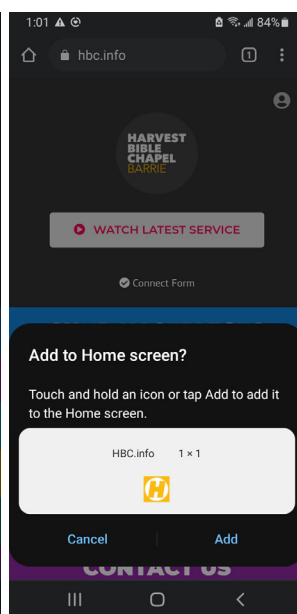 1:01
84%
hbc.info
1
HARVEST
BIBLE
CHAPEL
BARRIE
WATCH LATEST SERVICE
Connect Form
Add to Home screen?
Touch and hold an icon or tap Add to add it
to the Home screen.
HBC.info 1 × 1
H
Cancel
Add
CONTACT US